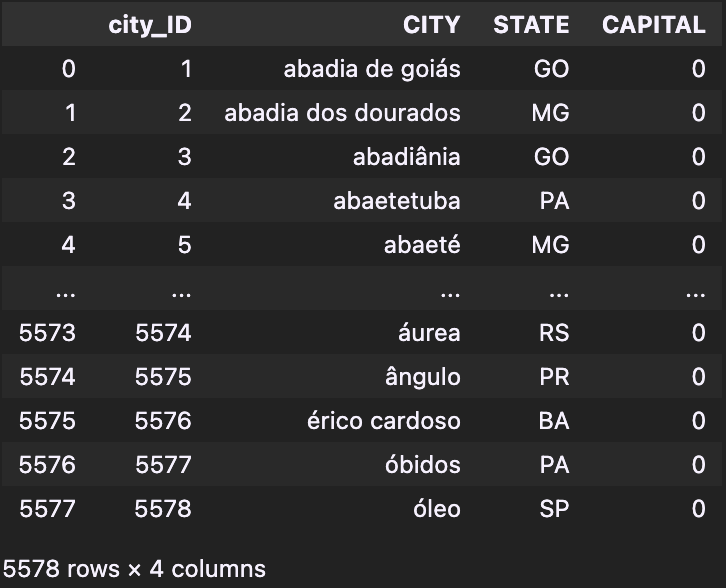 city_ID CITY STATE CAPITAL
0 1 abadia de goiás GO 0
1 2 abadia dos dourados MG 0
2 3 abadiânia GO 0
3 4 abaetetuba PA 0
4 5 abaeté MG 0
... ... ... ... ...
5573 5574 áurea RS 0
5574 5575 ângulo PR 0
5575 5576 érico cardoso BA 0
5576 5577 óbidos PA 0
5577 5578 óleo SP 0
5578 rows × 4 columns